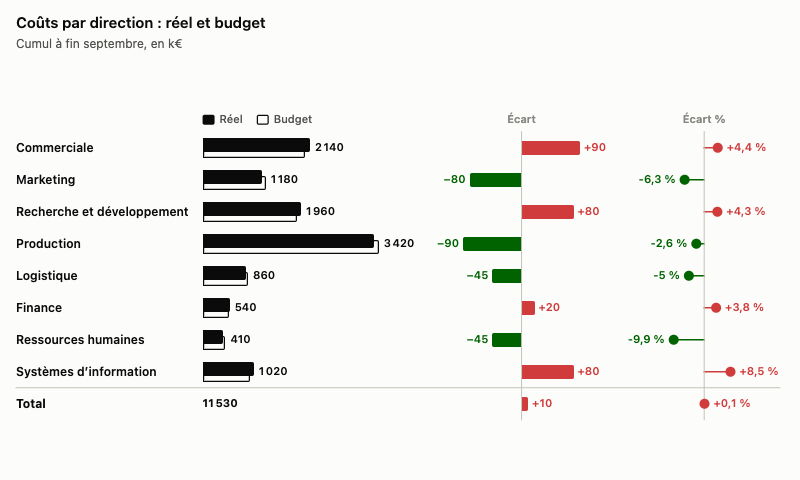 Coûts par direction : réel et budget
Cumul à fin septembre, en k€
Réel Budget Écart Écart %
Commerciale 2 140 +90 +4,4 %
Marketing 1 180 −80 -6,3 %
Recherche et développement 1 960 +80 +4,3 %
Production 3 420 −90 -2,6 %
Logistique 860 −45 -5 %
Finance 540 +20 +3,8 %
Ressources humaines 410 −45 -9,9 %
Systèmes d’information 1 020 +80 +8,5 %
Total 11 530 +10 +0,1 %